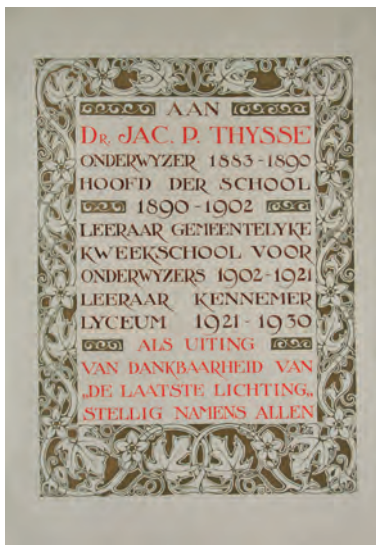 AAN
DR. JAC. P. THYSSE
ONDERWYZER 1883-1890
HOOFD DER SCHOOL
1890-1902
LEERAAR GEMEENTELYKE
KWEEKSCHOOL VOOR
ONDERWYZERS 1902-1921
LEERAAR KENNEMER
LYCEUM 1921-1930
ALS UITING
VAN DANKBAARHEID VAN
„DE LAATSTE LICHTING„
STELLIG NAMENS ALLEN